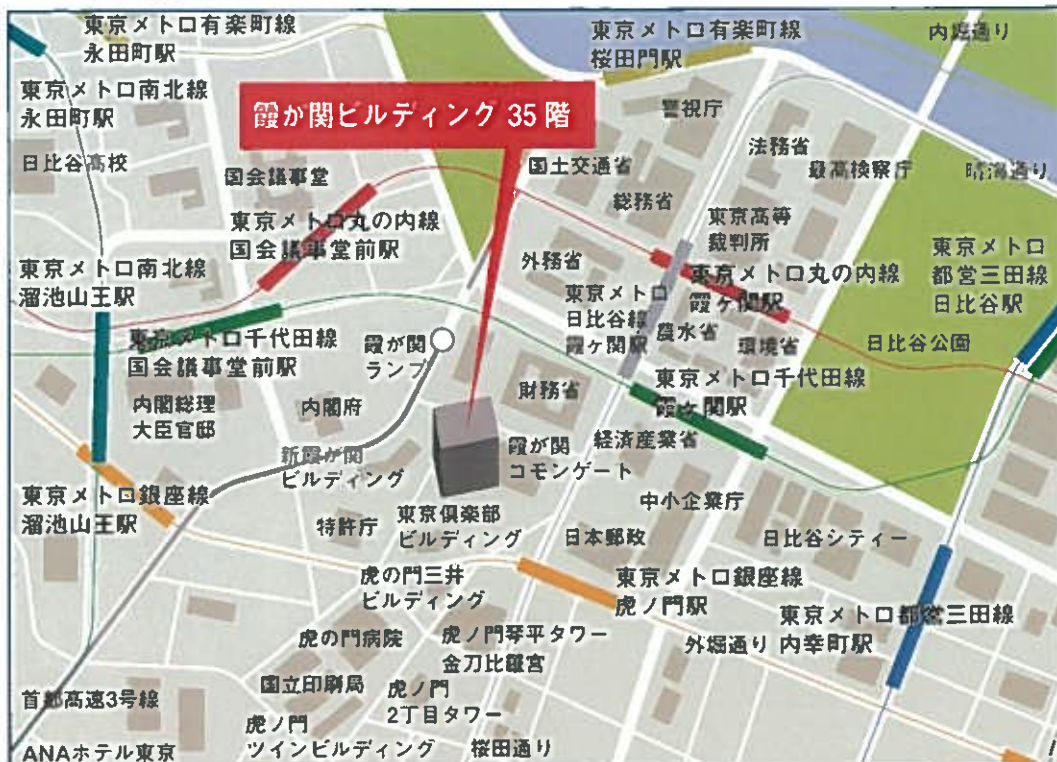 東京メトロ有楽町線
永田町駅
東京メトロ有楽町線
桜田門駅
内堀通り
東京メトロ南北線
永田町駅
霞が関ビルディング 35 階
警視庁
日比谷高校
国会議事堂
国土交通省
法務省
最高検察庁
晴海通り
総務省
東京メトロ丸の内線
国会議事堂前駅
東京高等
裁判所
東京メトロ南北線
溜池山王駅
外務省
東京メトロ丸の内線
霞ヶ関駅
東京メトロ
都営三田線
日比谷駅
東京メトロ
日比谷線
霞ヶ関駅
農水省
環境省
日比谷公園
東京メトロ千代田線
国会議事堂前駅
霞が関
ランプ
財務省
東京メトロ千代田線
霞ヶ関駅
内閣総理
大臣官邸
内閣府
新霞が関
ビルディング
霞が関
コモンゲート
経済産業省
東京メトロ銀座線
溜池山王駅
特許庁
東京倶楽部
ビルディング
中小企業庁
日本郵政
日比谷シティー
虎の門三井
ビルディング
東京メトロ銀座線
虎ノ門駅
東京メトロ都営三田線
内幸町駅
外堀通り
虎の門病院
虎ノ門琴平タワー
金刀比羅宮
国立印刷局
虎ノ門
2丁目タワー
首都高速3号線
虎ノ門
ツインビルディング
桜田通り
ANAホテル東京